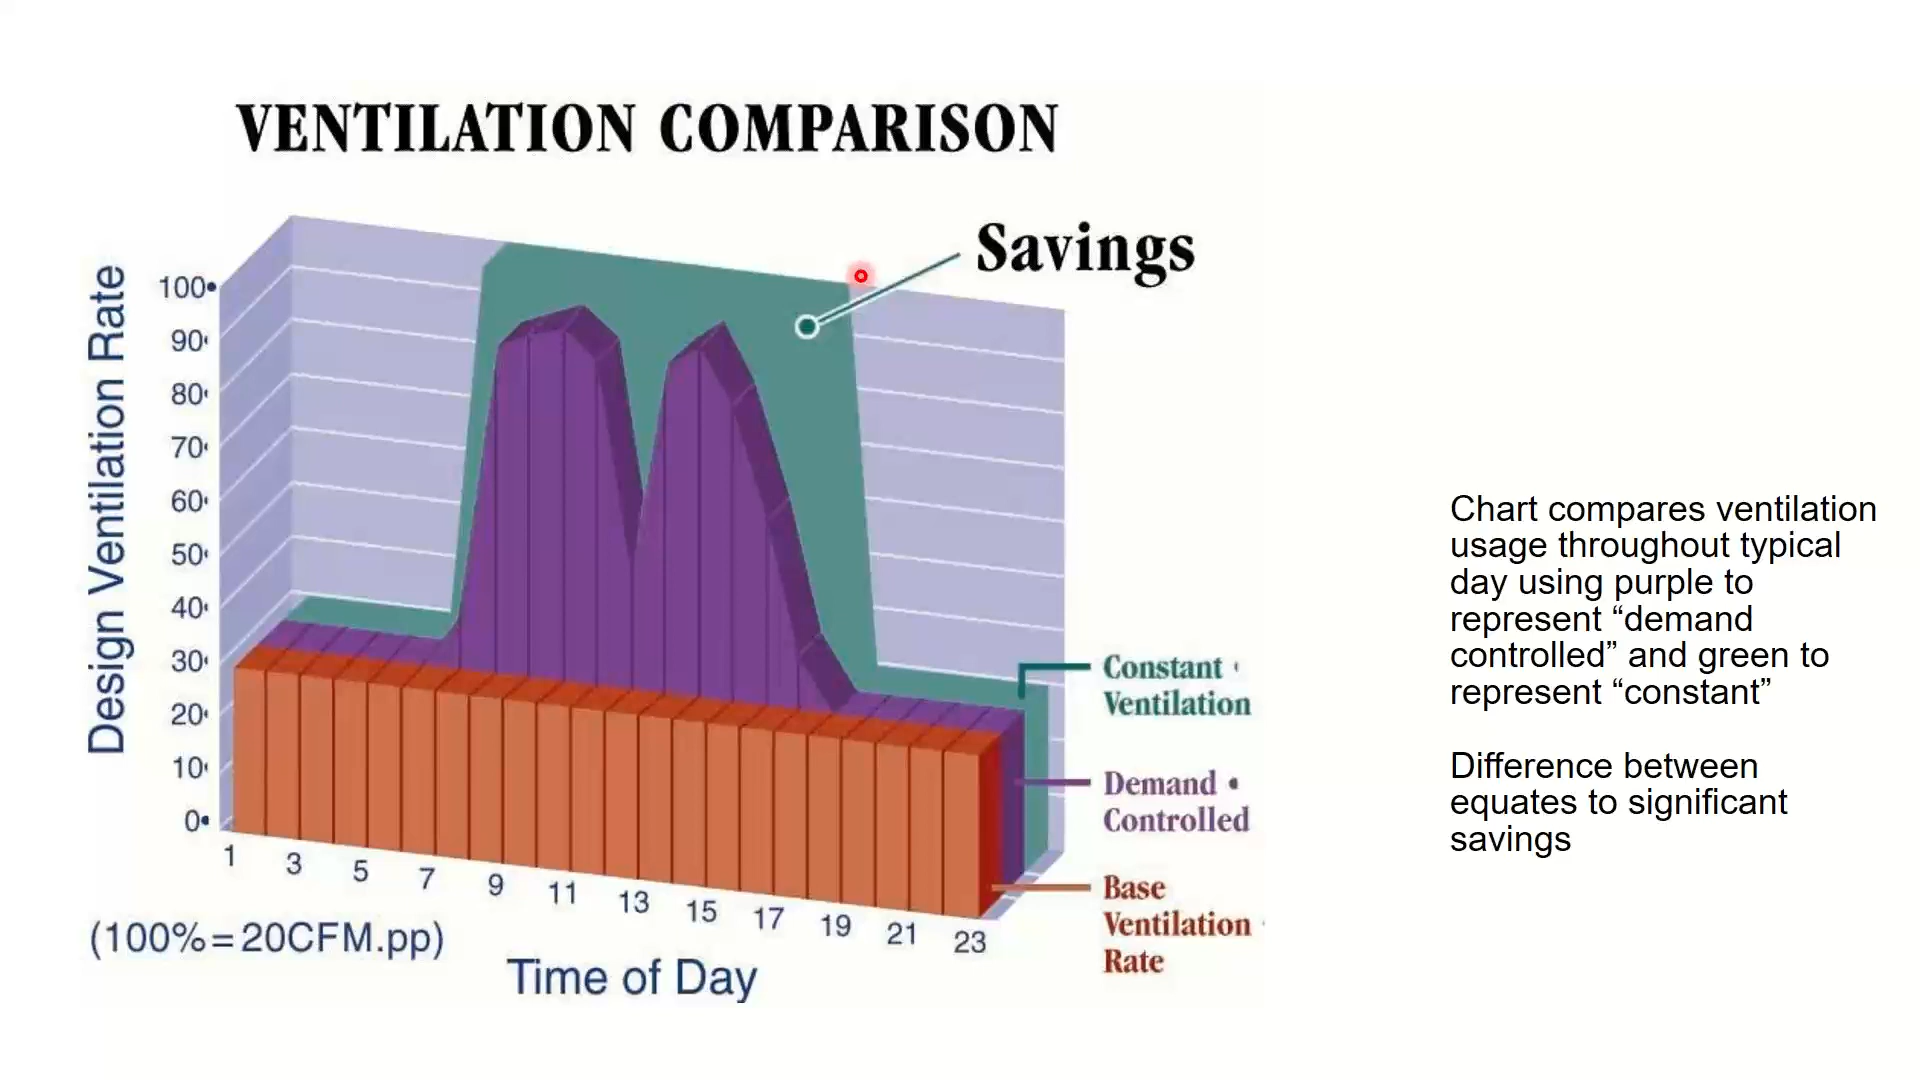 VENTILATION COMPARISON
Savings
Design Ventilation Rate
100
90
80
70
60
50
40
30
20
10
0
1 3 5 7 9 11 13 15 17 19 21 23
(100%=20CFM.pp)
Time of Day
Constant
Ventilation
Demand
Controlled
Base
Ventilation
Rate
Chart compares ventilation
usage throughout typical
day using purple to
represent “demand
controlled” and green to
represent “constant”
Difference between
equates to significant
savings